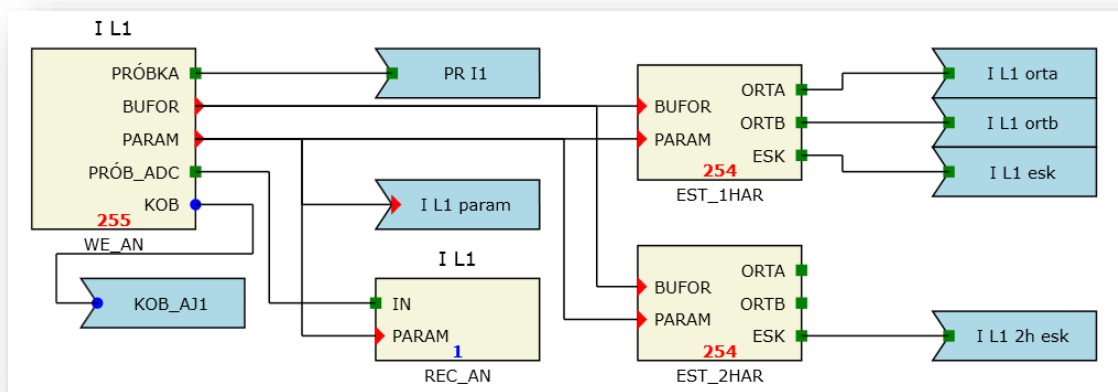 I L1
PRÓBKA
BUFOR
PARAM
PRÓB_ADC
KOB
255
WE_AN
PR I1
I L1 param
KOB_AJ1
I L1
IN
PARAM
1
REC_AN
BUFOR
PARAM
ORTA
ORTB
ESK
254
EST_1HAR
I L1 orta
I L1 ortb
I L1 esk
BUFOR
PARAM
ORTA
ORTB
ESK
254
EST_2HAR
I L1 2h esk